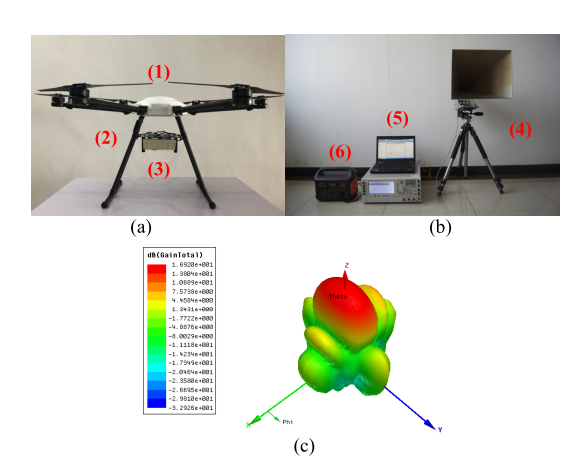 (1)
(2)
(3)
(a)
(4)
(5)
(6)
(b)
dB(GainTotal)
1.6920e+001
1.3804e+001
1.0689e+001
7.5730e+000
4.4584e+000
1.3431e+000
-1.7722e+000
-4.8876e+000
-8.0029e+000
-1.1118e+001
-1.4234e+001
-1.7349e+001
-2.0464e+001
-2.3580e+001
-2.6695e+001
-2.9810e+001
-3.2926e+001
Z
Theta
X
Phi
Y
(c)